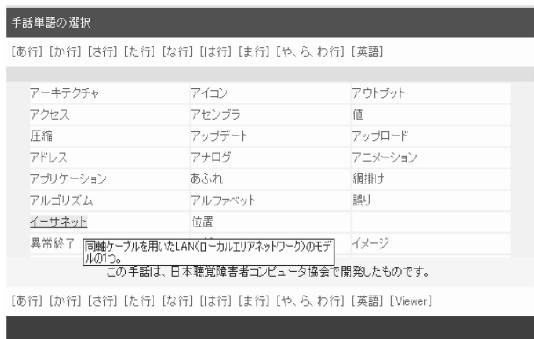 手話単語の選択
[あ行] [か行] [さ行] [た行] [な行] [は行] [ま行] [や、ら、わ行] [英語]
アーキテクチャ アイコン アウトプット
アクセス アセンブラ 値
圧縮 アップデート アップロード
アドレス アナログ アニメーション
アプリケーション あふれ 網掛け
アルゴリズム アルファベット 誤り
イーサネット 位置
異常終了 イメージ
同軸ケーブルを用いたLAN(ローカルエリアネットワーク)のモデ
ルの1つ。
この手話は、日本聴覚障害者コンピュータ協会で開発したものです。
[あ行] [か行] [さ行] [た行] [な行] [は行] [ま行] [や、ら、わ行] [英語] [Viewer]